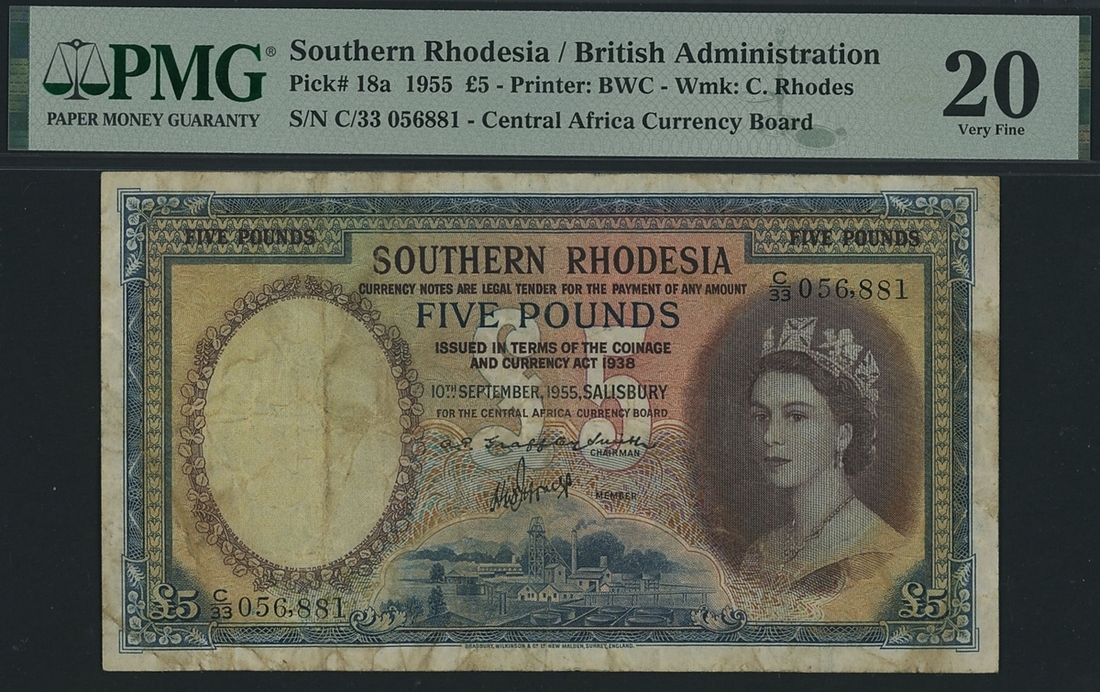 PMG®
PAPER MONEY GUARANTY
Southern Rhodesia / British Administration
Pick# 18a 1955 £5 - Printer: BWC - Wmk: C. Rhodes
S/N C/33 056881 - Central Africa Currency Board
20
Very Fine
FIVE POUNDS
FIVE POUNDS
SOUTHERN RHODESIA
CURRENCY NOTES ARE LEGAL TENDER FOR THE PAYMENT OF ANY AMOUNT
C/33 056,881
FIVE POUNDS
£5
ISSUED IN TERMS OF THE COINAGE
AND CURRENCY ACT 1938
10TH SEPTEMBER, 1955, SALISBURY
FOR THE CENTRAL AFRICA CURRENCY BOARD
CHAIRMAN
MEMBER
£5 C/33 056,881
£5
BRADBURY, WILKINSON & Cº Lº NEW MALDEN, SURREY, ENGLAND.